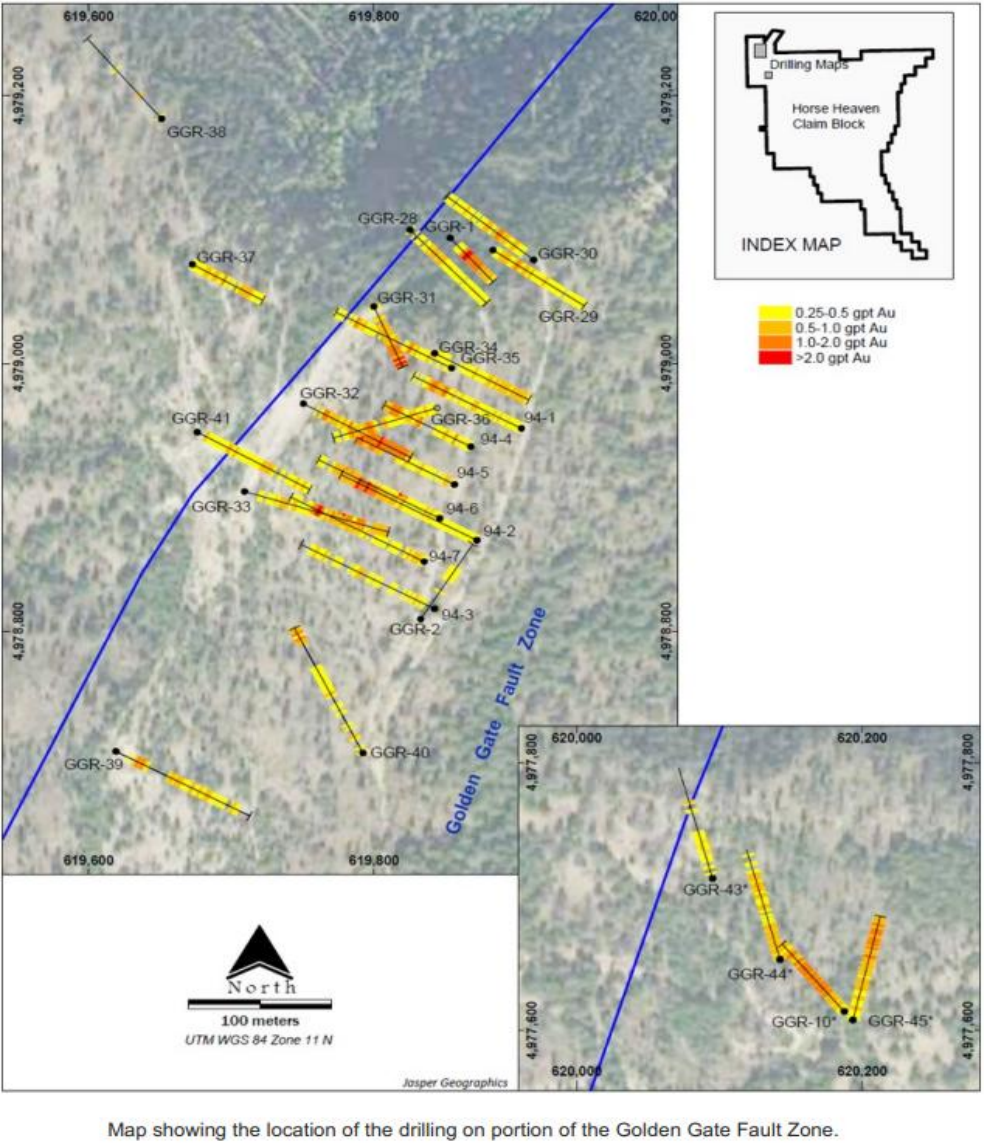 619,600
619,800
620,00
4,979,200
4,979,200
GGR-38
Drilling Maps
Horse Heaven
Claim Block
INDEX MAP
GGR-28
GGR-1
GGR-30
GGR-37
GGR-29
GGR-31
0.25-0.5 gpt Au
0.5-1.0 gpt Au
1.0-2.0 gpt Au
>2.0 gpt Au
4,979,000
4,979,000
GGR-34
GGR-35
GGR-32
GGR-36
94-1
GGR-41
94-4
94-5
GGR-33
94-6
94-2
94-7
4,978,800
4,978,800
94-3
GGR-2
Golden Gate Fault Zone
GGR-40
GGR-39
619,600
619,800
620,000
620,200
4,977,800
4,977,800
GGR-43*
GGR-44*
GGR-10*
GGR-45*
4,977,600
4,977,600
620,000
620,200
North
100 meters
UTM WGS 84 Zone 11 N
Jasper Geographics
Map showing the location of the drilling on portion of the Golden Gate Fault Zone.